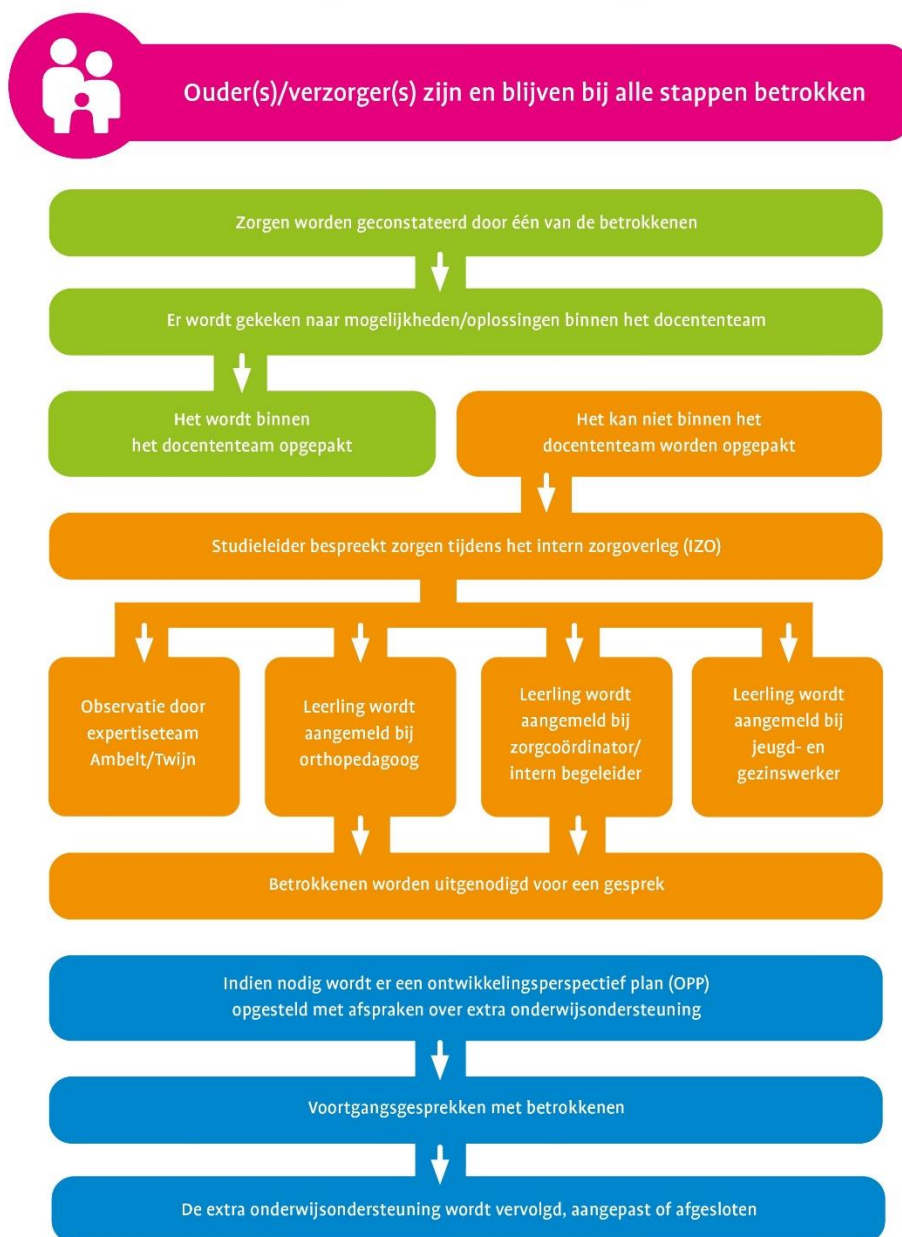 Ouder(s)/verzorger(s) zijn en blijven bij alle stappen betrokken
Zorgen worden geconstateerd door één van de betrokkenen
Er wordt gekeken naar mogelijkheden/oplossingen binnen het docententeam
Het wordt binnen
het docententeam opgepakt
Het kan niet binnen het
docententeam worden opgepakt
Studieleider bespreekt zorgen tijdens het intern zorgoverleg (IZO)
Observatie door
expertiseteam
Ambelt/Twijn
Leerling wordt
aangemeld bij
orthopedagoog
Leerling wordt
aangemeld bij
zorgcoördinator/
intern begeleider
Leerling wordt
aangemeld bij
jeugd- en
gezinswerker
Betrokkenen worden uitgenodigd voor een gesprek
Indien nodig wordt er een ontwikkelingsperspectief plan (OPP)
opgesteld met afspraken over extra onderwijsondersteuning
Voortgangsgesprekken met betrokkenen
De extra onderwijsondersteuning wordt vervolgd, aangepast of afgesloten